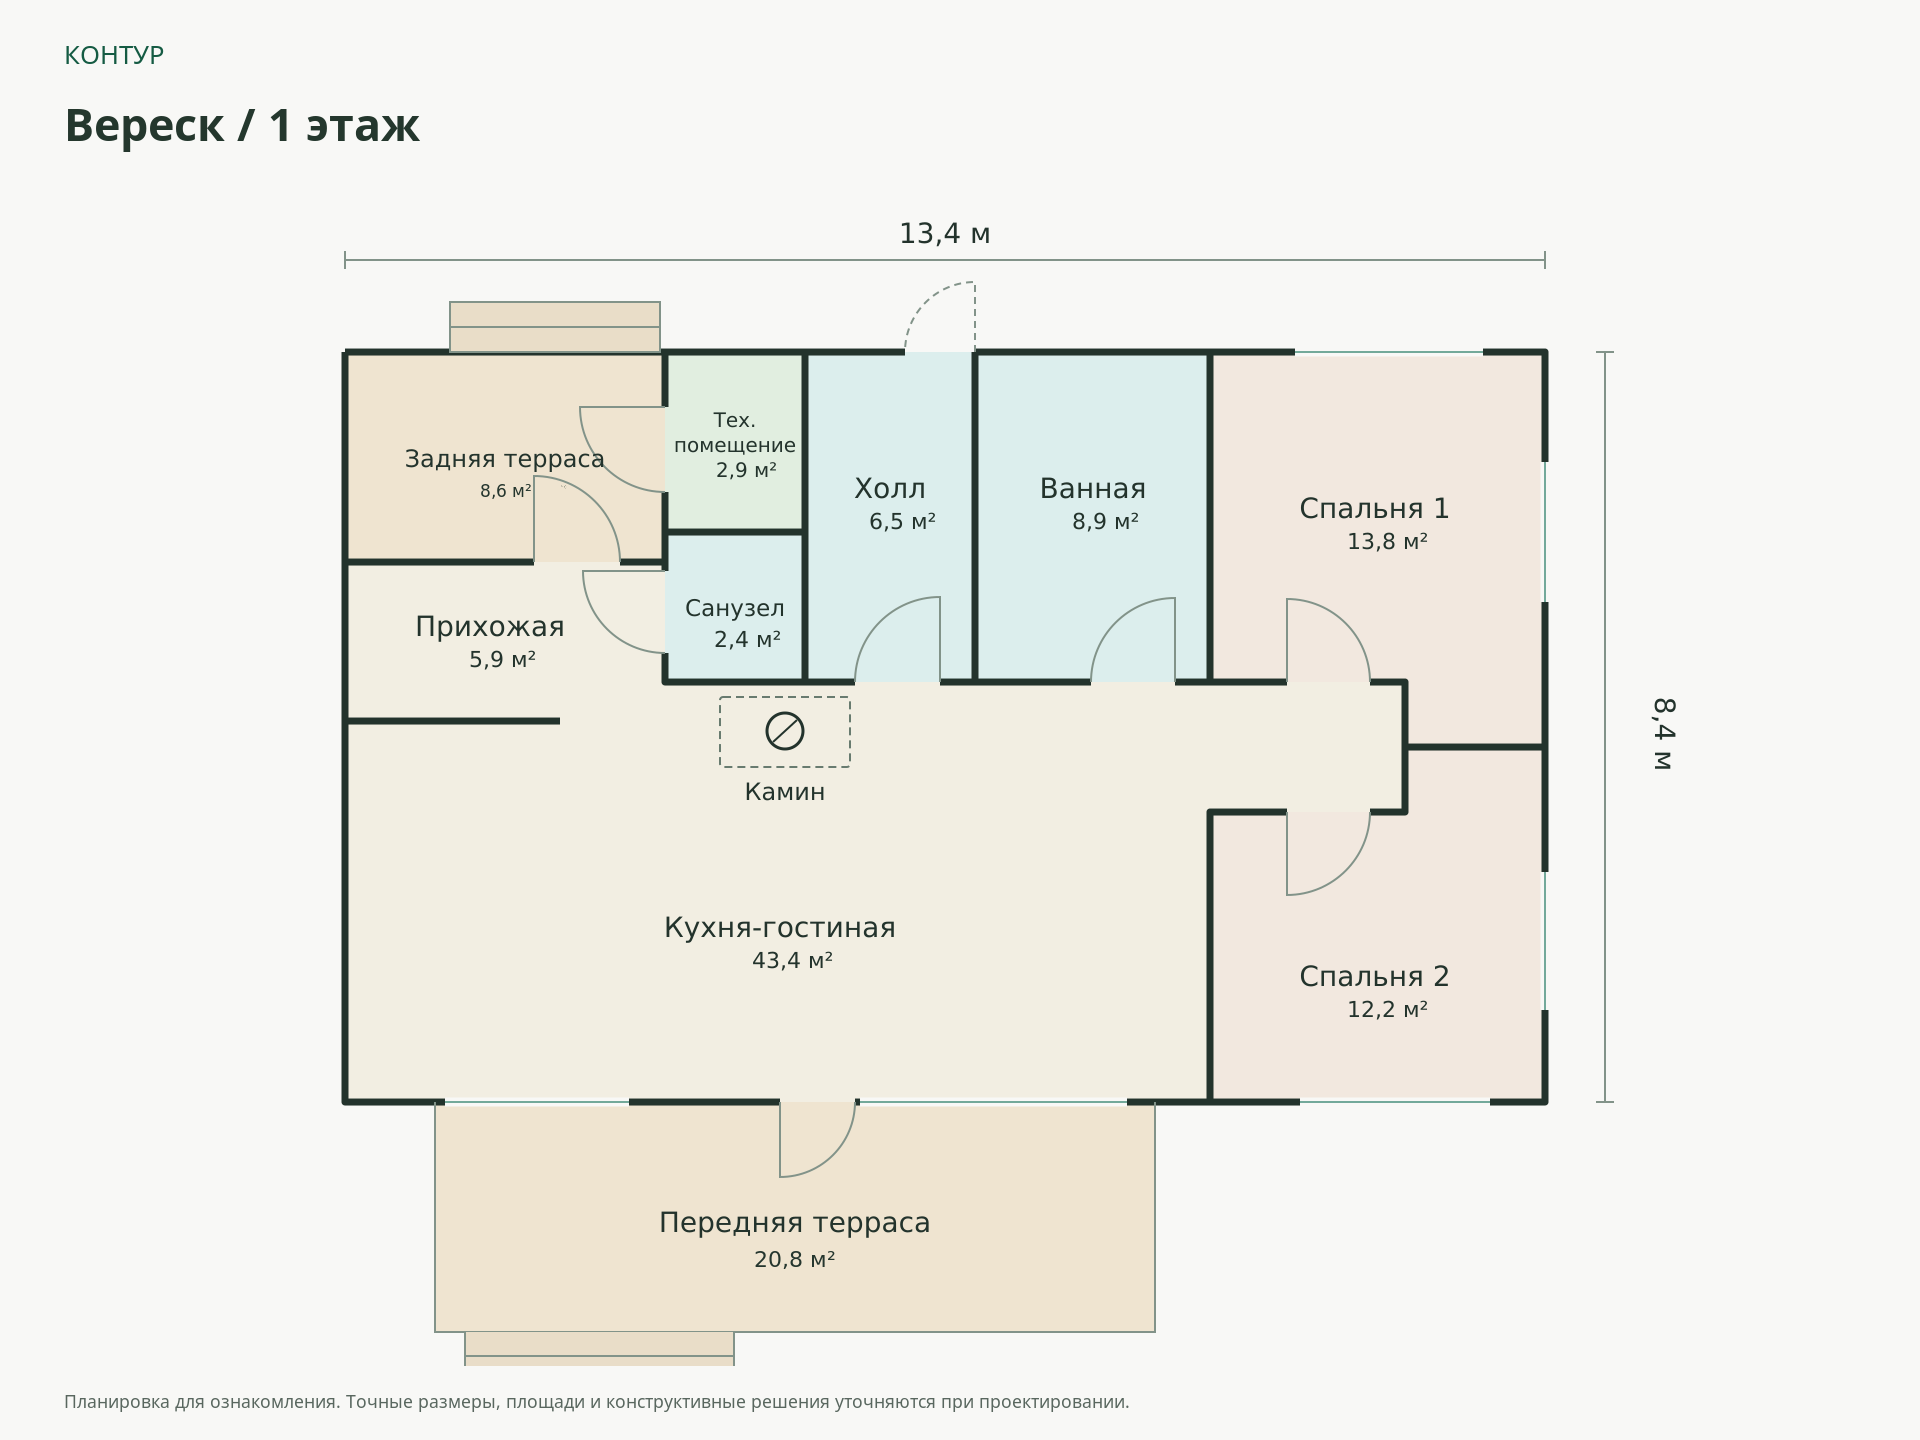 КОНТУР
Вереск / 1 этаж
13,4 м
Задняя терраса
8,6 м²
Тех.
помещение
2,9 м²
Холл
6,5 м²
Ванная
8,9 м²
Спальня 1
13,8 м²
Прихожая
5,9 м²
Санузел
2,4 м²
8,4 м
Камин
Кухня-гостиная
43,4 м²
Спальня 2
12,2 м²
Передняя терраса
20,8 м²
Планировка для ознакомления. Точные размеры, площади и конструктивные решения уточняются при проектировании.